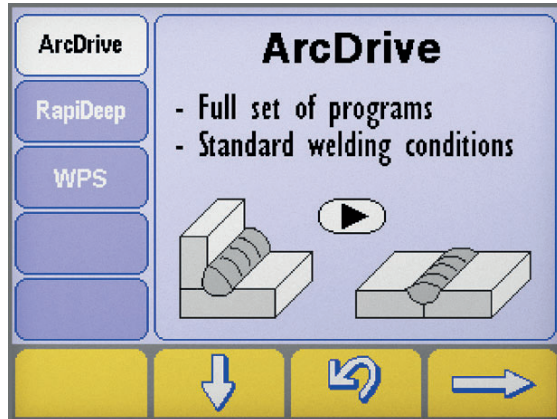 ArcDrive
RapiDeep
WPS
ArcDrive
- Full set of programs
- Standard welding conditions